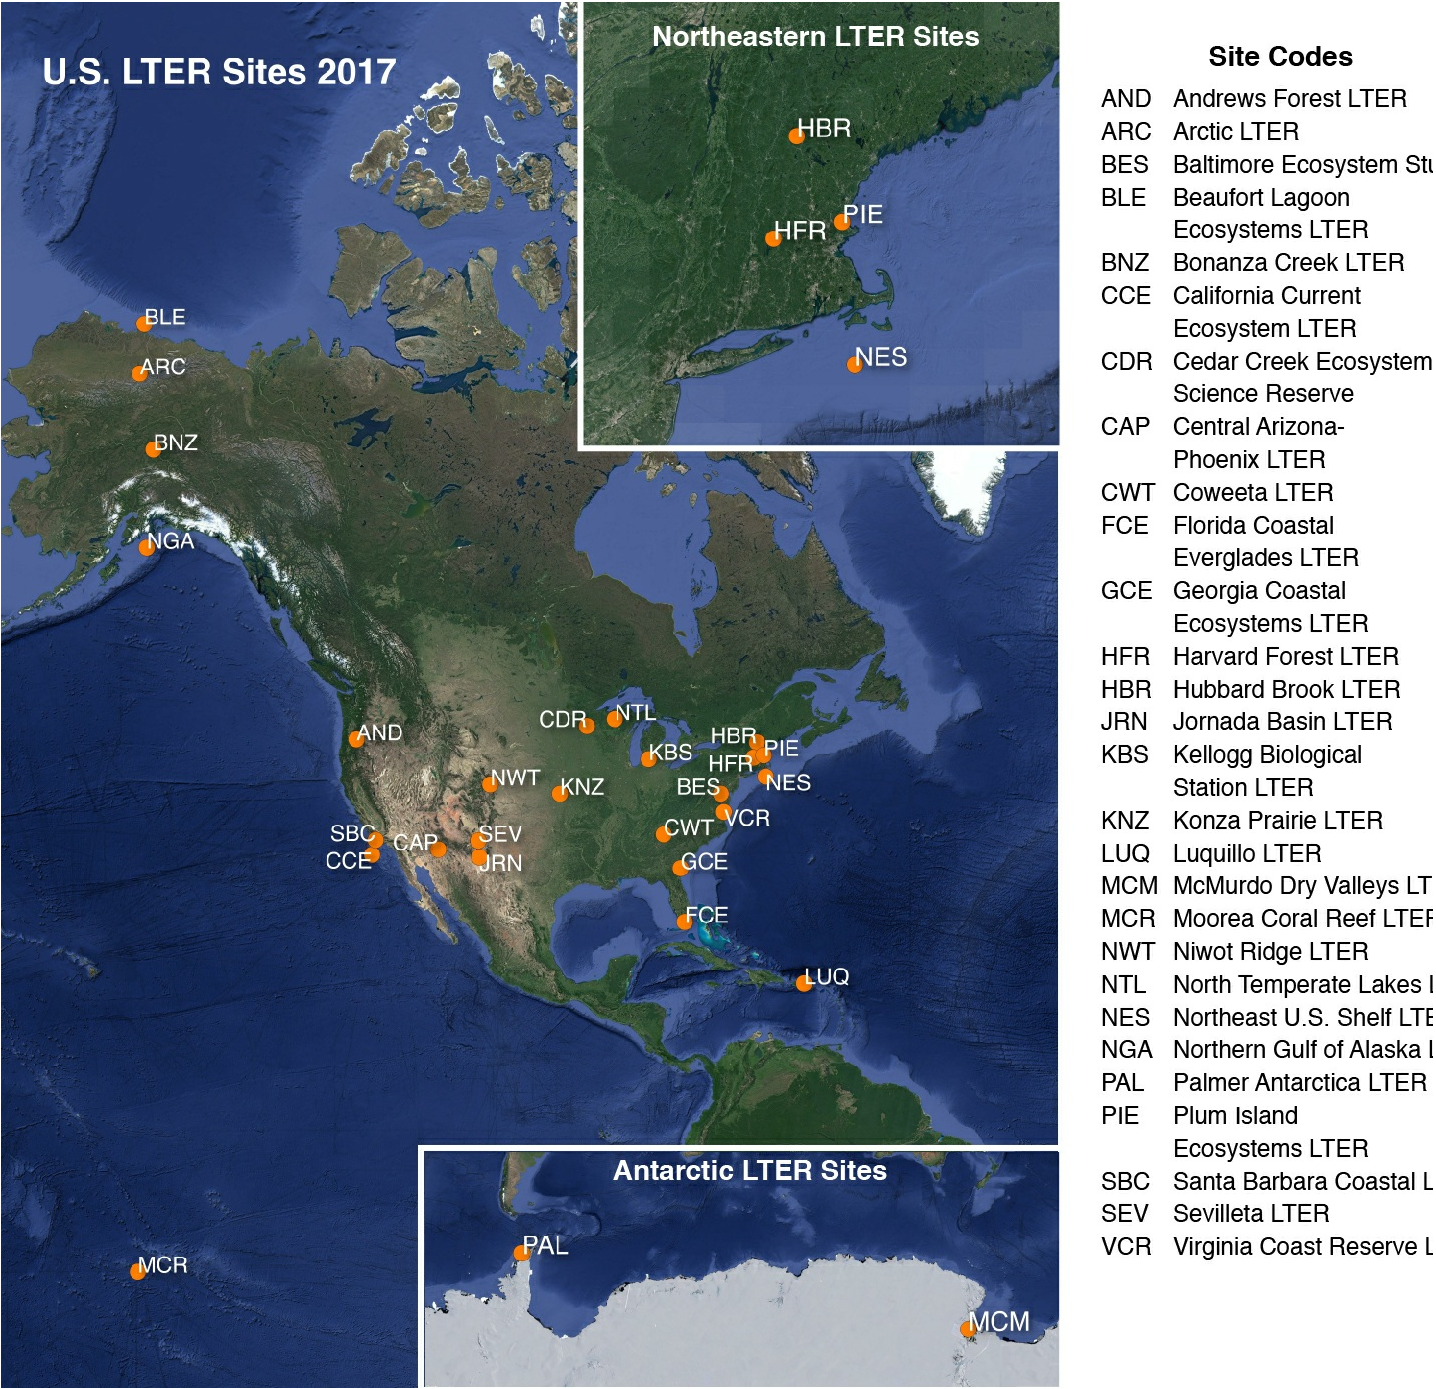 U.S. LTER Sites 2017
Northeastern LTER Sites
HBR
PIE
HFR
NES
BLE
ARC
BNZ
NGA
AND
CDR
NTL
KBS
HBR
PIE
HFR
NES
NWT
KNZ
BES
VCR
SBC
CAP
SEV
CWT
CCE
JRN
GCE
FCE
LUQ
MCR
Antarctic LTER Sites
PAL
MCM
Site Codes
AND Andrews Forest LTER
ARC Arctic LTER
BES Baltimore Ecosystem Stu
BLE Beaufort Lagoon
Ecosystems LTER
BNZ Bonanza Creek LTER
CCE California Current
Ecosystem LTER
CDR Cedar Creek Ecosystem
Science Reserve
CAP Central Arizona-
Phoenix LTER
CWT Coweeta LTER
FCE Florida Coastal
Everglades LTER
GCE Georgia Coastal
Ecosystems LTER
HFR Harvard Forest LTER
HBR Hubbard Brook LTER
JRN Jornada Basin LTER
KBS Kellogg Biological
Station LTER
KNZ Konza Prairie LTER
LUQ Luquillo LTER
MCM McMurdo Dry Valleys LT
MCR Moorea Coral Reef LTER
NWT Niwot Ridge LTER
NTL North Temperate Lakes L
NES Northeast U.S. Shelf LTE
NGA Northern Gulf of Alaska L
PAL Palmer Antarctica LTER
PIE Plum Island
Ecosystems LTER
SBC Santa Barbara Coastal L
SEV Sevilleta LTER
VCR Virginia Coast Reserve L